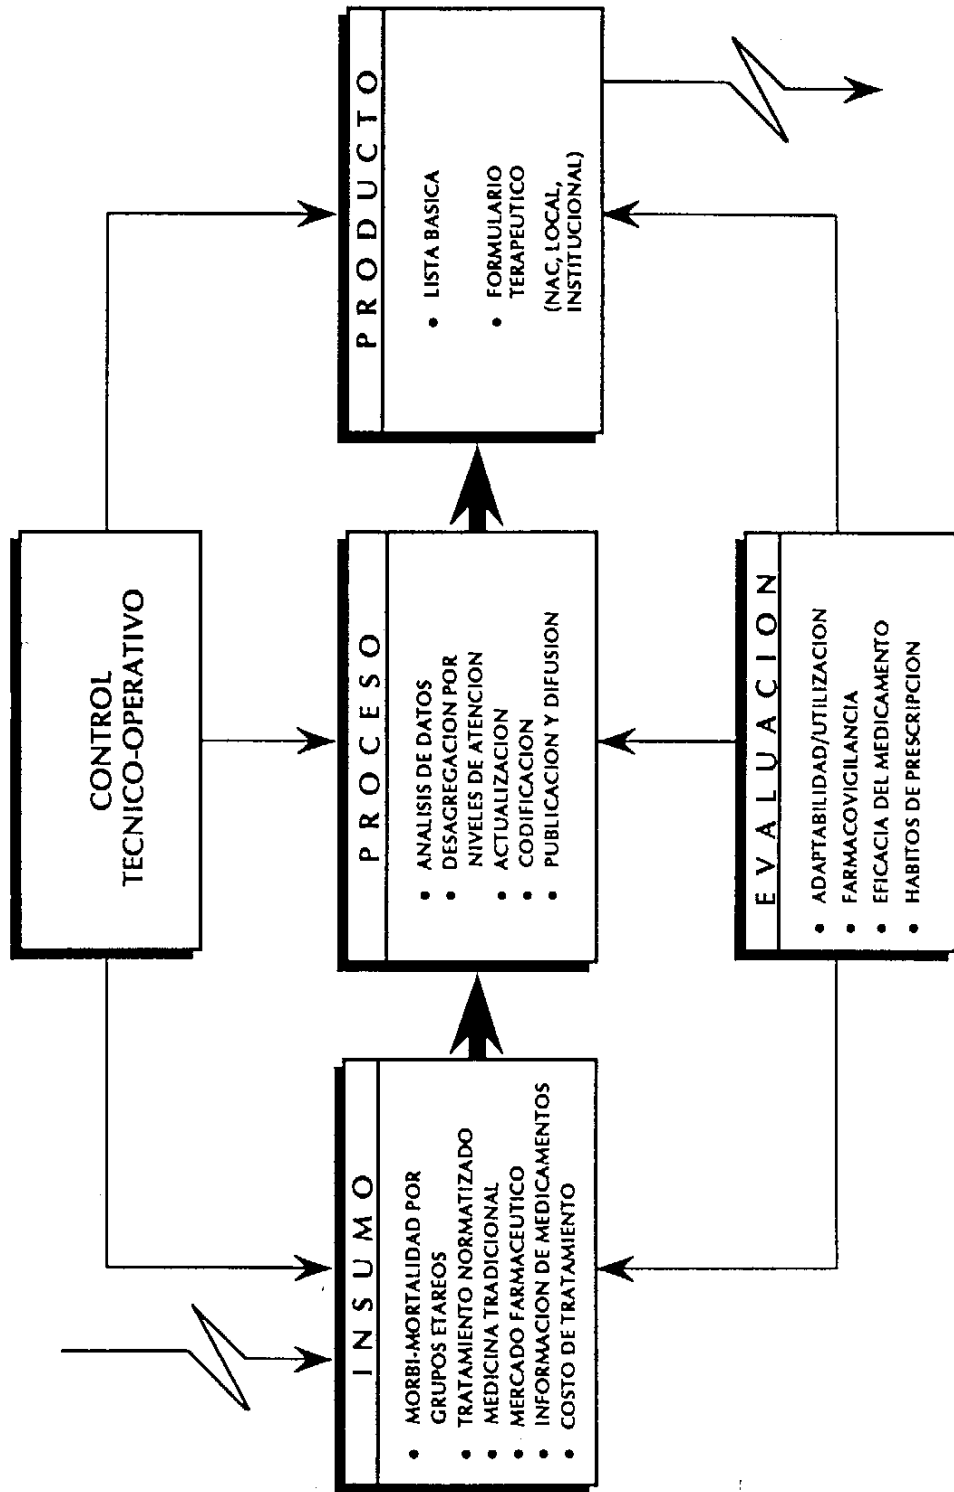 CONTROL
TECNICO-OPERATIVO
INSUMO
• MORBI-MORTALIDAD POR
GRUPOS ETAREOS
• TRATAMIENTO NORMATIZADO
• MEDICINA TRADICIONAL
• MERCADO FARMACEUTICO
• INFORMACION DE MEDICAMENTOS
• COSTO DE TRATAMIENTO
PROCESO
• ANALISIS DE DATOS
• DESAGREGACION POR
NIVELES DE ATENCION
• ACTUALIZACION
• CODIFICACION
• PUBLICACION Y DIFUSION
PRODUCTO
• LISTA BASICA
• FORMULARIO
TERAPEUTICO
(NAC, LOCAL,
INSTITUCIONAL)
EVALUACION
• ADAPTABILIDAD/UTILIZACION
• FARMACOVIGILANCIA
• EFICACIA DEL MEDICAMENTO
• HABITOS DE PRESCRIPCION